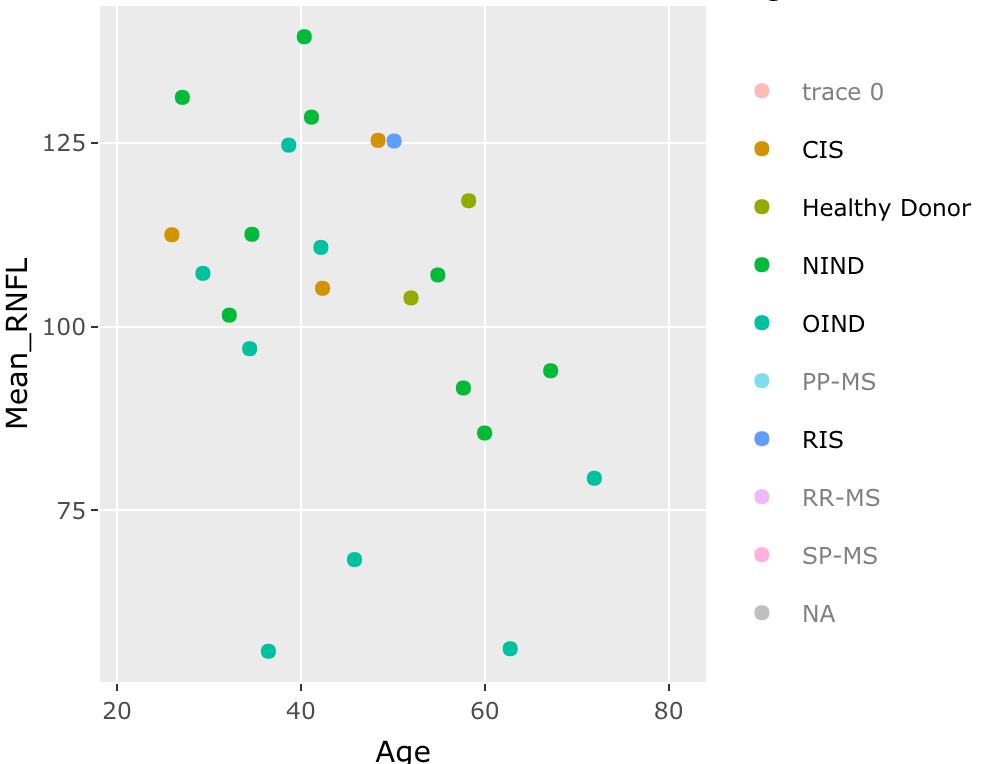 trace 0
CIS
Healthy Donor
NIND
OIND
PP-MS
RIS
RR-MS
SP-MS
NA
125
100
75
Mean_RNFL
20 40 60 80
Age